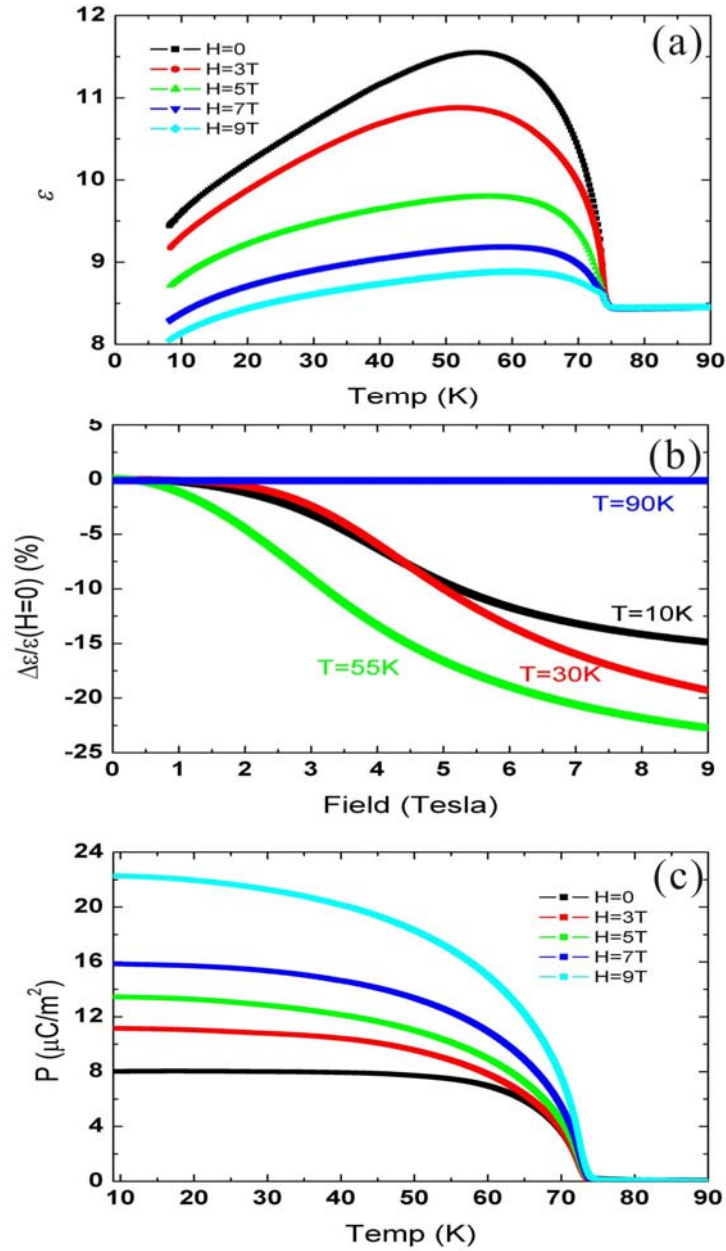 (a)
H=0
H=3T
H=5T
H=7T
H=9T
12
11
10
9
8
ε
0 10 20 30 40 50 60 70 80 90
Temp (K)
(b)
5
0
-5
-10
-15
-20
-25
Δε/ε(H=0) (%)
T=90K
T=10K
T=30K
T=55K
0 1 2 3 4 5 6 7 8 9
Field (Tesla)
(c)
24
20
16
12
8
4
0
P (μC/m²)
H=0
H=3T
H=5T
H=7T
H=9T
10 20 30 40 50 60 70 80 90
Temp (K)